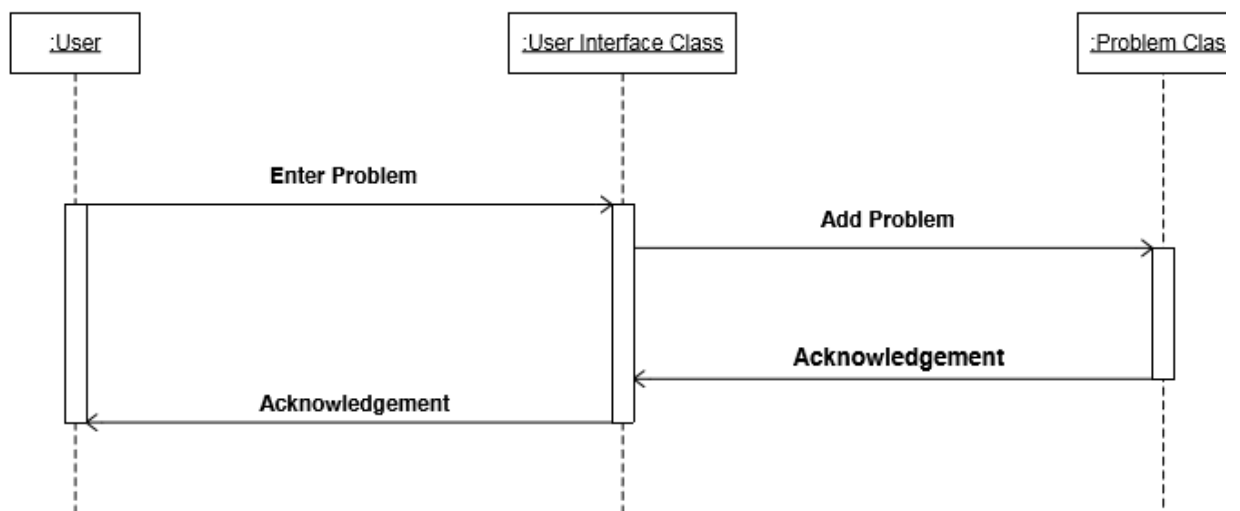 :User
:User Interface Class
:Problem Clas
Enter Problem
Add Problem
Acknowledgement
Acknowledgement